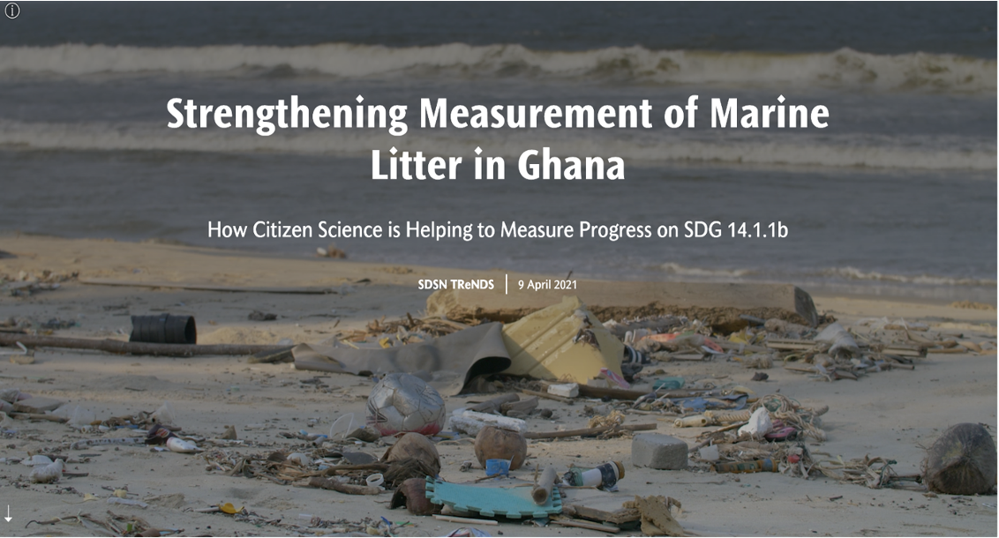 Strengthening Measurement of Marine
Litter in Ghana
How Citizen Science is Helping to Measure Progress on SDG 14.1.1b
SDSN TReNDS | 9 April 2021